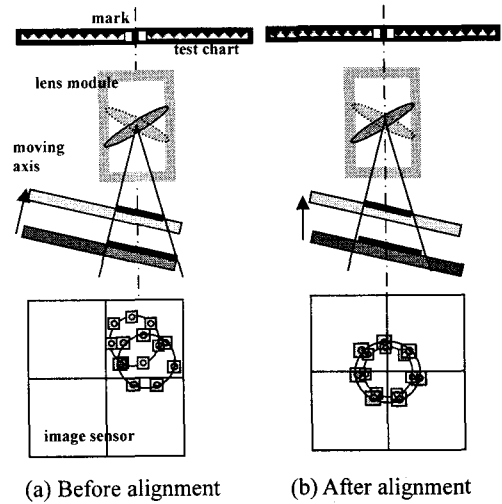 mark
test chart
lens module
moving
axis
image sensor
(a) Before alignment
(b) After alignment